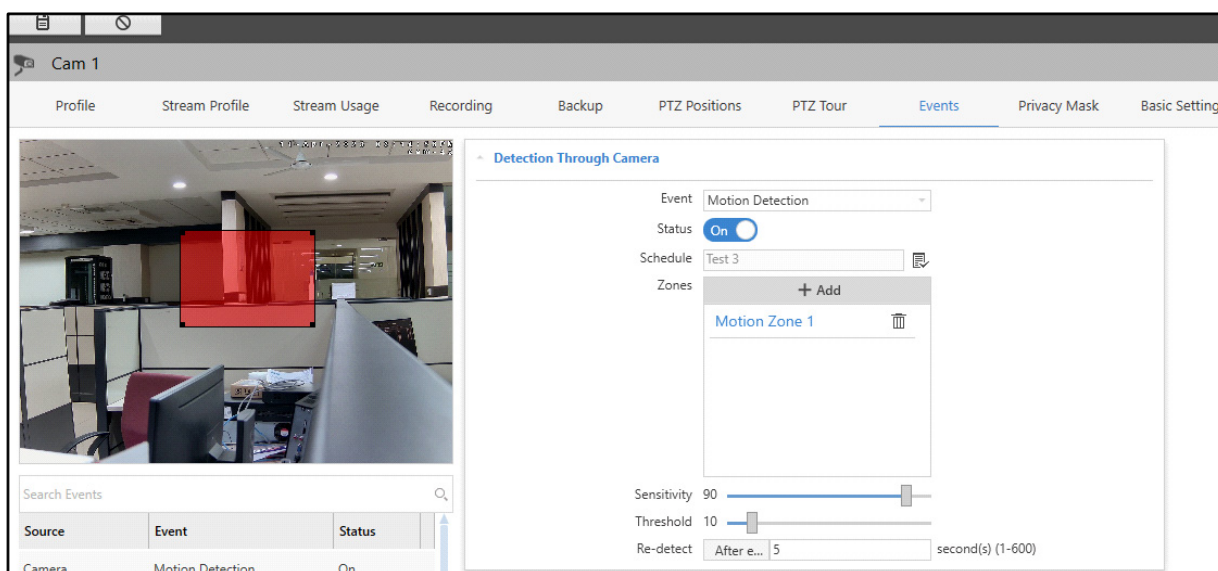 Cam 1
Profile Stream Profile Stream Usage Recording Backup PTZ Positions PTZ Tour Events Privacy Mask Basic Setting
Detection Through Camera
Event Motion Detection
Status On
Schedule Test 3
Zones + Add
Motion Zone 1
Sensitivity 90
Threshold 10
Re-detect After e... 5 second(s) (1-600)
Search Events
Source Event Status
Camera Motion Detection On